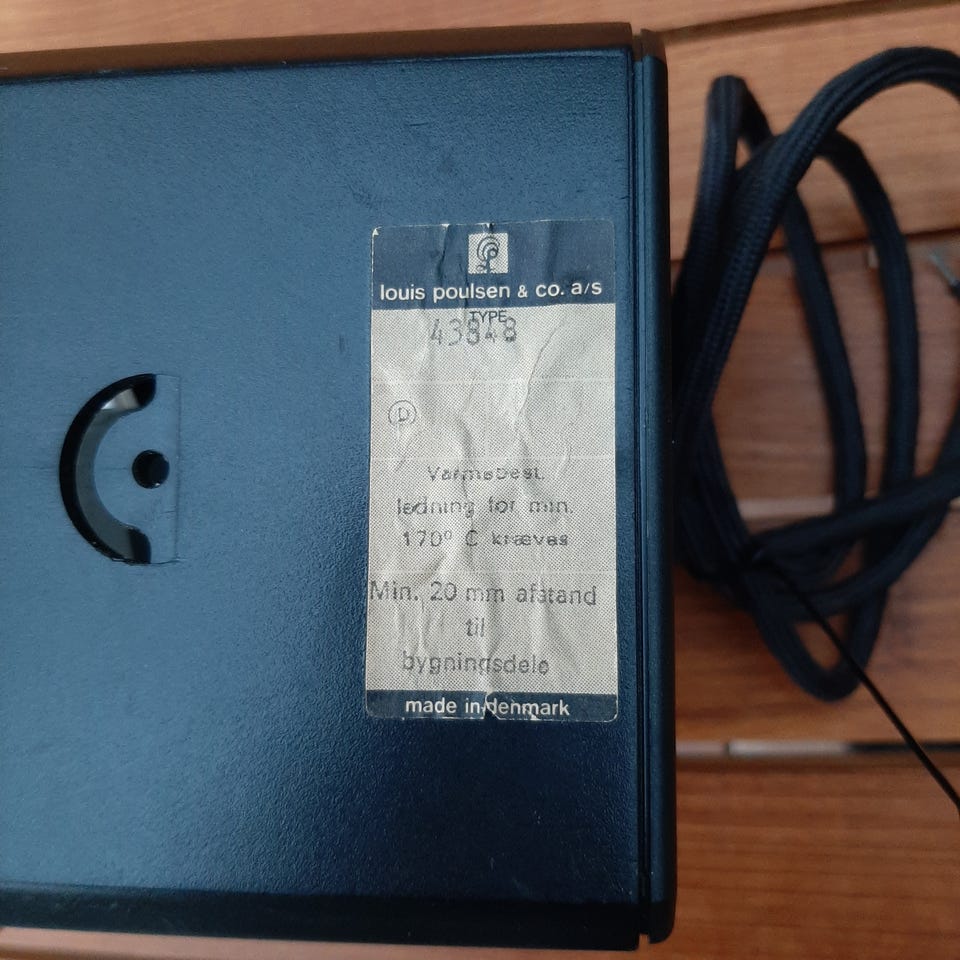 louis poulsen & co. a/s
TYPE
43848
D
Varmebest.
ledning for min.
170° C kræves
Min. 20 mm afstand
til
bygningsdele
made in denmark